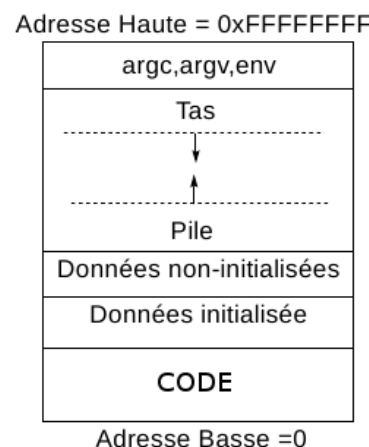 Adresse Haute = 0xFFFFFFFF
argc,argv,env
Tas
Pile
Données non-initialisées
Données initialisée
CODE
Adresse Basse =0